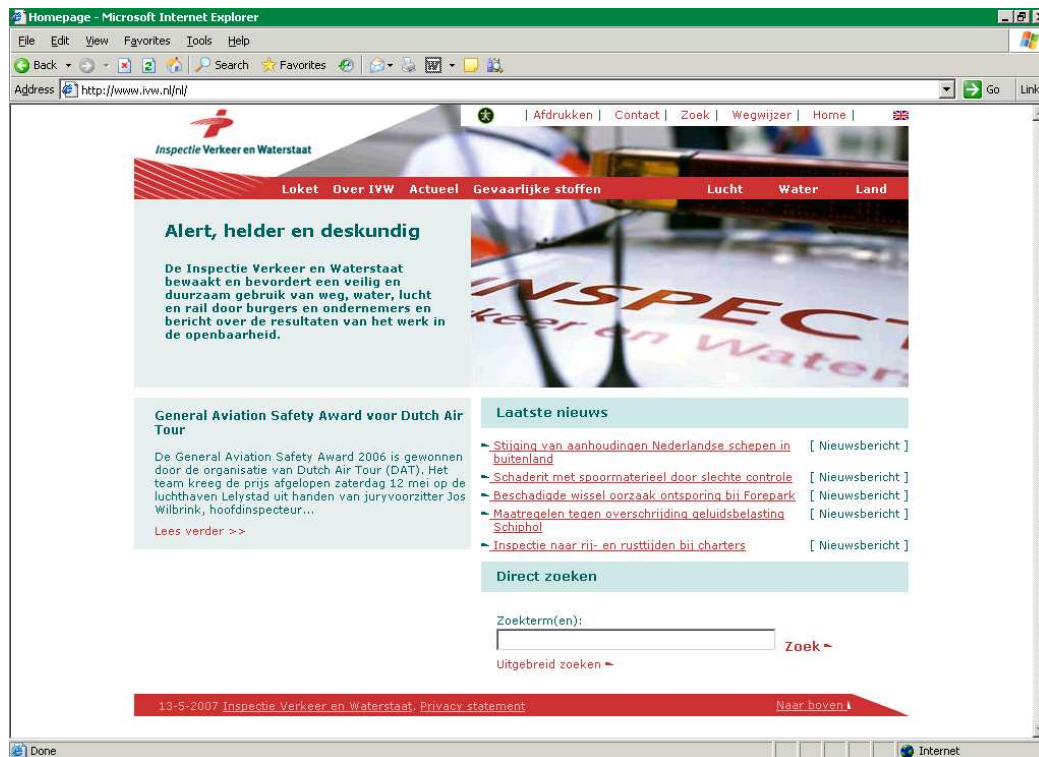 Homepage - Microsoft Internet Explorer
File Edit View Favorites Tools Help
Back Search Favorites
Address http://www.ivw.nl/nl/ Go Link
| Afdrukken | Contact | Zoek | Wegwijzer | Home |
Inspectie Verkeer en Waterstaat
Loket Over IVW Actueel Gevaarlijke stoffen Lucht Water Land
Alert, helder en deskundig
De Inspectie Verkeer en Waterstaat
bewaakt en bevordert een veilig en
duurzaam gebruik van weg, water, lucht
en rail door burgers en ondernemers en
bericht over de resultaten van het werk in
de openbaarheid.
INSPECT
rkeer en Waters
General Aviation Safety Award voor Dutch Air
Tour
De General Aviation Safety Award 2006 is gewonnen
door de organisatie van Dutch Air Tour (DAT). Het
team kreeg de prijs afgelopen zaterdag 12 mei op de
luchthaven Lelystad uit handen van juryvoorzitter Jos
Wilbrink, hoofdinspecteur...
Lees verder >>
Laatste nieuws
Stijging van aanhoudingen Nederlandse schepen in [ Nieuwsbericht ]
buitenland
Schaderit met spoormaterieel door slechte controle [ Nieuwsbericht ]
Beschadigde wissel oorzaak ontsporing bij Forepark [ Nieuwsbericht ]
Maatregelen tegen overschrijding geluidsbelasting [ Nieuwsbericht ]
Schiphol
Inspectie naar rij- en rusttijden bij charters [ Nieuwsbericht ]
Direct zoeken
Zoekterm(en):
Zoek
Uitgebreid zoeken
13-5-2007 Inspectie Verkeer en Waterstaat. Privacy statement Naar boven
Done Internet